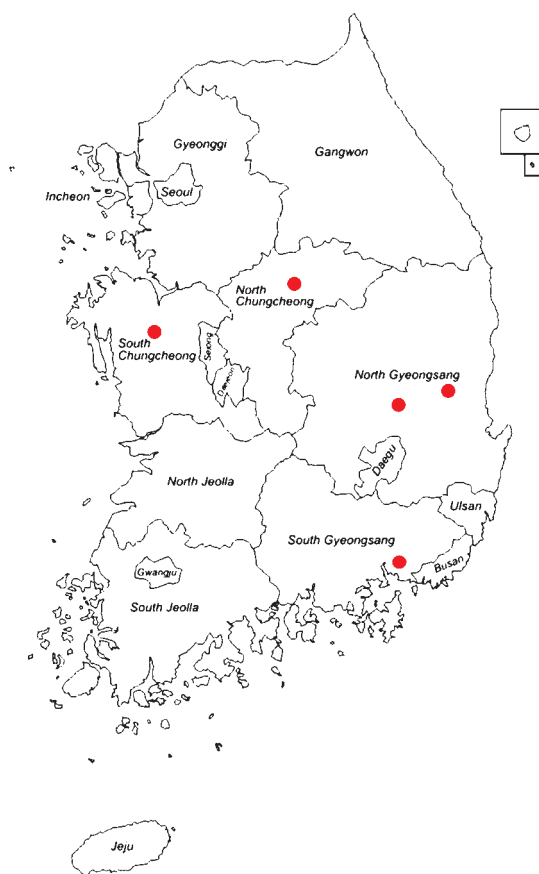 Gyeonggi
Gangwon
Incheon
Seoul
North
Chungcheong
South
Chungcheong
Sejong
Daejeon
North Gyeongsang
Daegu
North Jeolla
Ulsan
South Gyeongsang
Busan
Gwangju
South Jeolla
Jeju